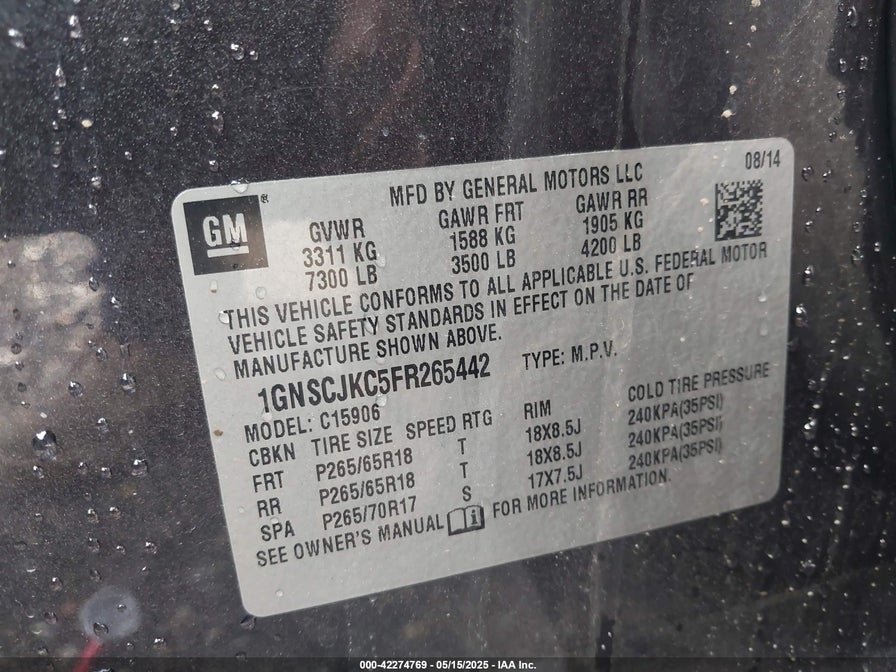 MFD BY GENERAL MOTORS LLC 08/14
GM®
GVWR GAWR FRT GAWR RR
3311 KG 1588 KG 1905 KG
7300 LB 3500 LB 4200 LB
THIS VEHICLE CONFORMS TO ALL APPLICABLE U.S. FEDERAL MOTOR
VEHICLE SAFETY STANDARDS IN EFFECT ON THE DATE OF
MANUFACTURE SHOWN ABOVE.
1GNSCJKC5FR265442 TYPE: M.P.V.
MODEL: C15906
CBKN TIRE SIZE SPEED RTG RIM COLD TIRE PRESSURE
FRT P265/65R18 T 18X8.5J 240KPA(35PSI)
RR P265/65R18 T 18X8.5J 240KPA(35PSI)
SPA P265/70R17 S 17X7.5J 240KPA(35PSI)
SEE OWNER'S MANUAL FOR MORE INFORMATION.
000-42274769 - 05/15/2025 - IAA Inc.